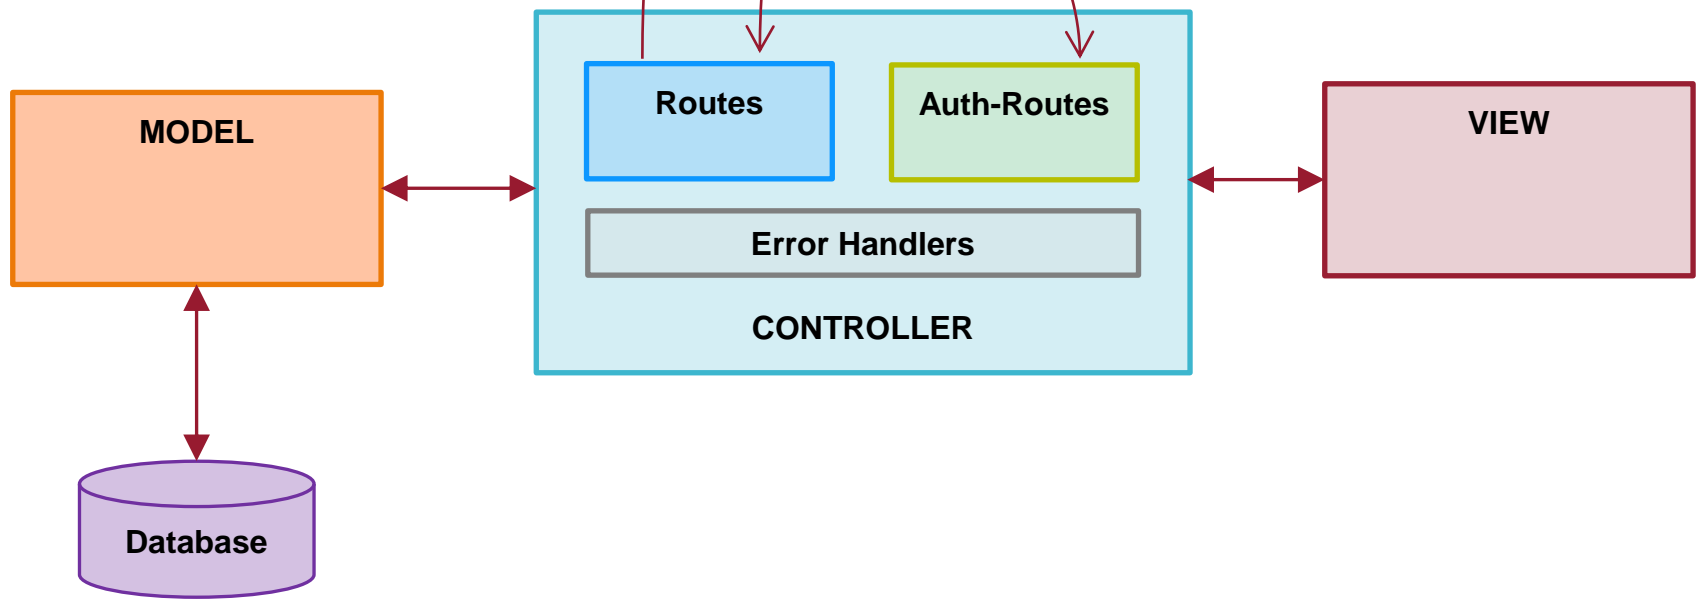 MODEL
Routes
Auth-Routes
VIEW
Error Handlers
CONTROLLER
Database